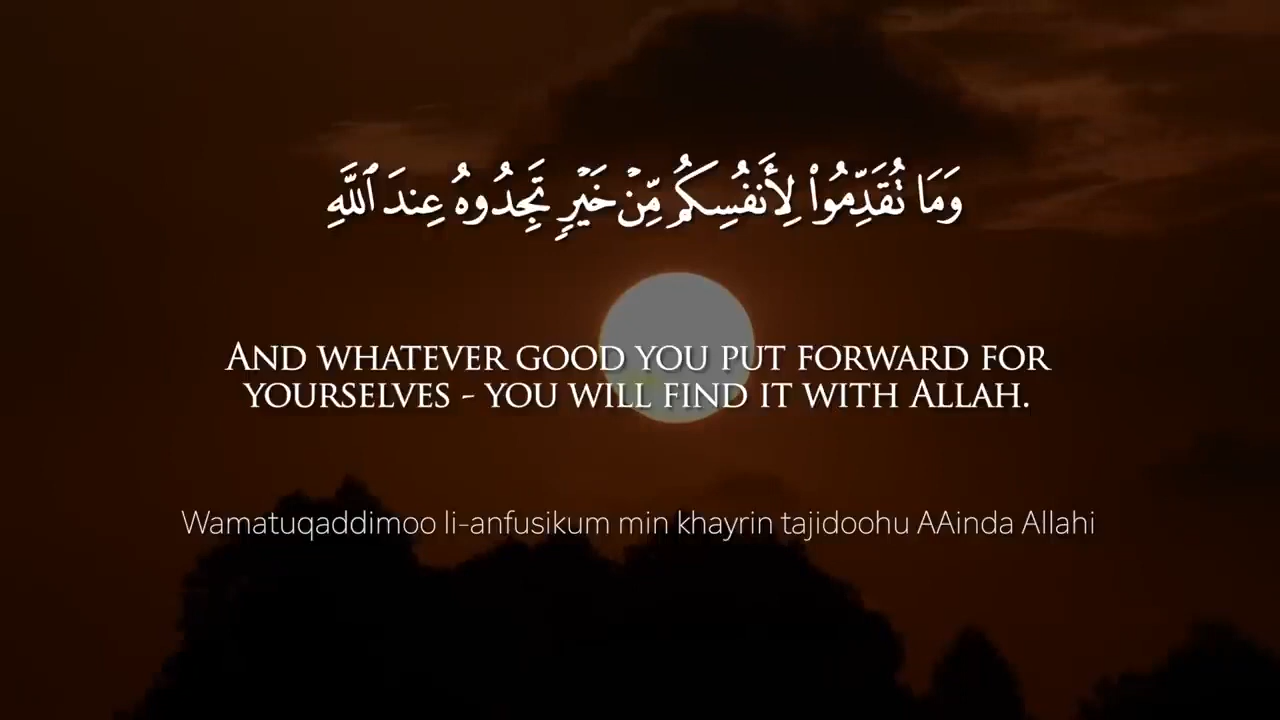 وَمَا تُقَدِّمُوا۟ لِأَنفُسِكُم مِّنْ خَيْرٍ تَجِدُوهُ عِندَ ٱللَّهِ
AND WHATEVER GOOD YOU PUT FORWARD FOR
YOURSELVES - YOU WILL FIND IT WITH ALLAH.
Wamatuqaddimoo li-anfusikum min khayrin tajidoohu AAinda Allahi